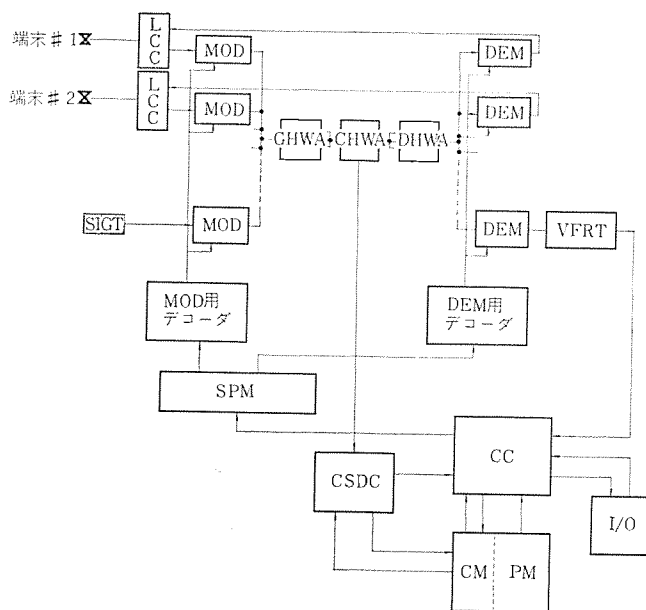 端末#1
LCC
MOD
DEM
端末#2
LCC
MOD
DEM
GHWA
CHWA
DHWA
SIGT
MOD
DEM
VFRT
MOD用
デコーダ
DEM用
デコーダ
SPM
CC
CSDC
I/O
CM
PM